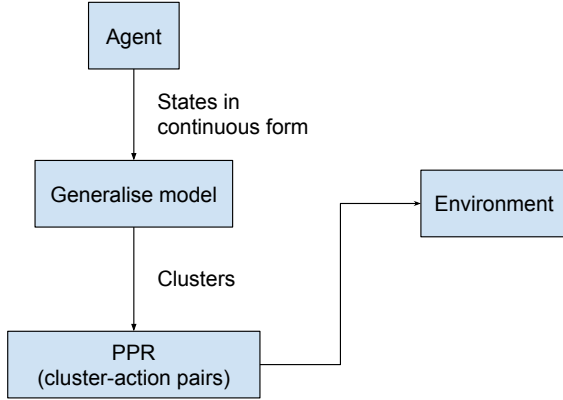 Agent
States in
continuous form
Generalise model
Environment
Clusters
PPR
(cluster-action pairs)